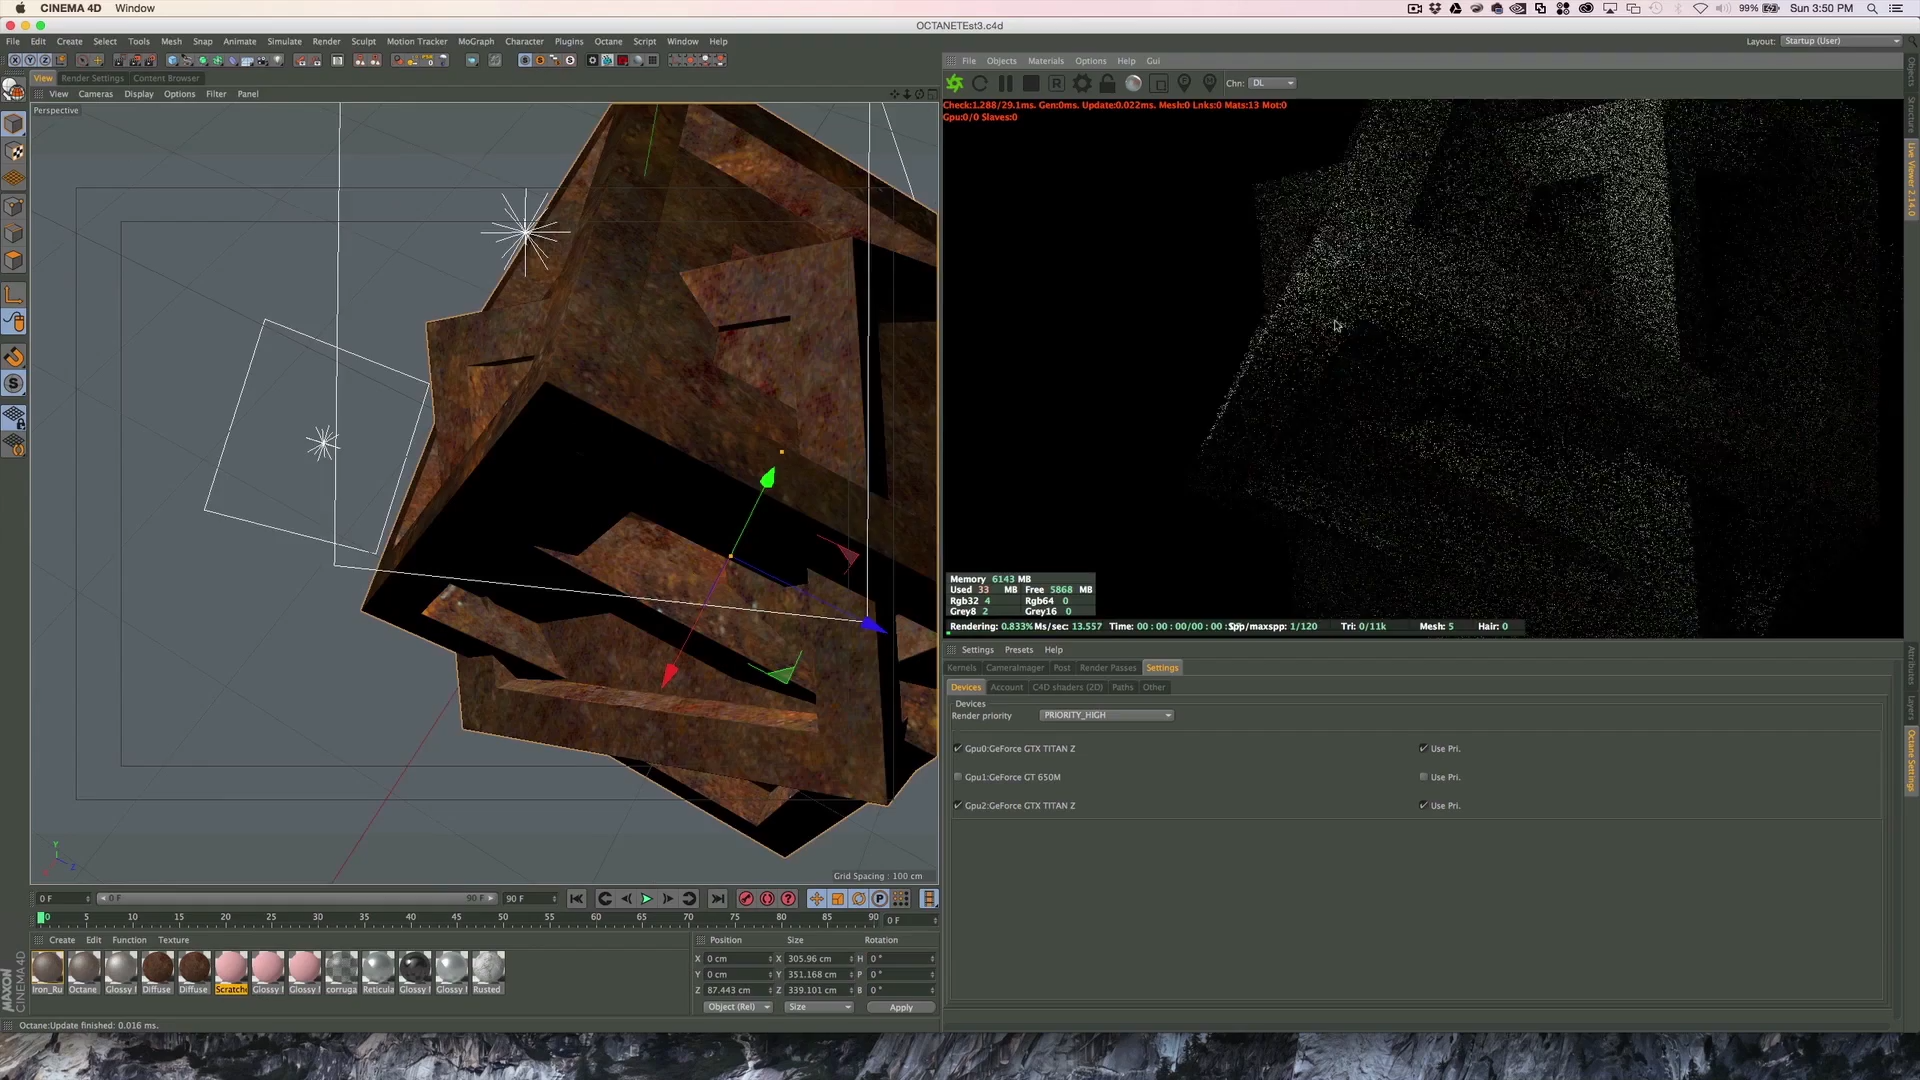 CINEMA 4D Window
99% Sun 3:50 PM
OCTANETEst3.c4d
File Edit Create Select Tools Mesh Snap Animate Simulate Render Sculpt Motion Tracker MoGraph Character Plugins Octane Script Window Help
Layout: Startup (User)
View Render Settings Content Browser
View Cameras Display Options Filter Panel
Perspective
File Objects Materials Options Help Gui
Chn: DL
Check:1.288/29.1ms. Gen:0ms. Update:0.022ms. Mesh:0 Lnks:0 Mats:13 Mot:0
Gpu:0/0 Slaves:0
Objects
Structure
Live Viewer 2.14.0
Memory 6143 MB
Used 33 MB Free 5868 MB
Rgb32 4 Rgb64 0
Grey8 2 Grey16 0
Rendering: 0.833% Ms/sec: 13.557 Time: 00 : 00 : 00/00 : 00 : Spp/maxspp: 1/120 Tri: 0/11k Mesh: 5 Hair: 0
Settings Presets Help
Kernels CameraImager Post Render Passes Settings
Devices Account C4D shaders (2D) Paths Other
Devices
Render priority PRIORITY_HIGH
Gpu0:GeForce GTX TITAN Z Use Pri.
Gpu1:GeForce GT 650M Use Pri.
Gpu2:GeForce GTX TITAN Z Use Pri.
Attributes
Layers
Octane Settings
Y
Z
Grid Spacing : 100 cm
0 F 0 F 90 F 90 F
0 5 10 15 20 25 30 35 40 45 50 55 60 65 70 75 80 85 90 0 F
Create Edit Function Texture
Position Size Rotation
X 0 cm X 305.96 cm H 0 °
Y 0 cm Y 351.168 cm P 0 °
Z 87.443 cm Z 339.101 cm B 0 °
Object (Rel) Size Apply
Iron_Ru Octane Glossy Diffuse Diffuse Scratch Glossy Glossy corruga Reticula Glossy Glossy Rusted
MAXON
CINEMA 4D
Octane:Update finished: 0.016 ms.